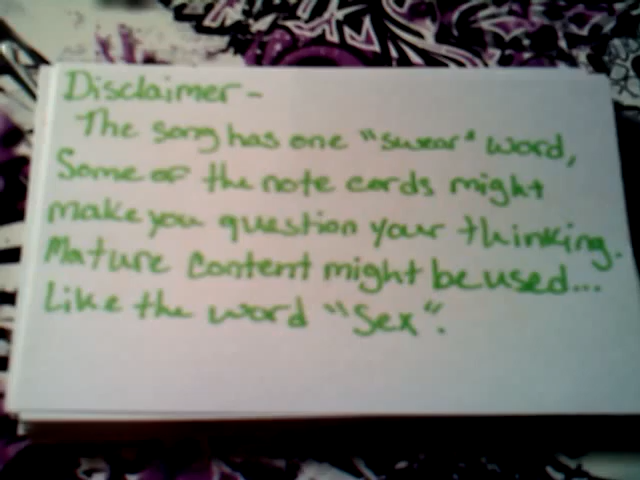 Disclaimer -
The song has one "swear" word,
Some of the note cards might
make you question your thinking.
Mature content might be used...
Like the word "Sex".